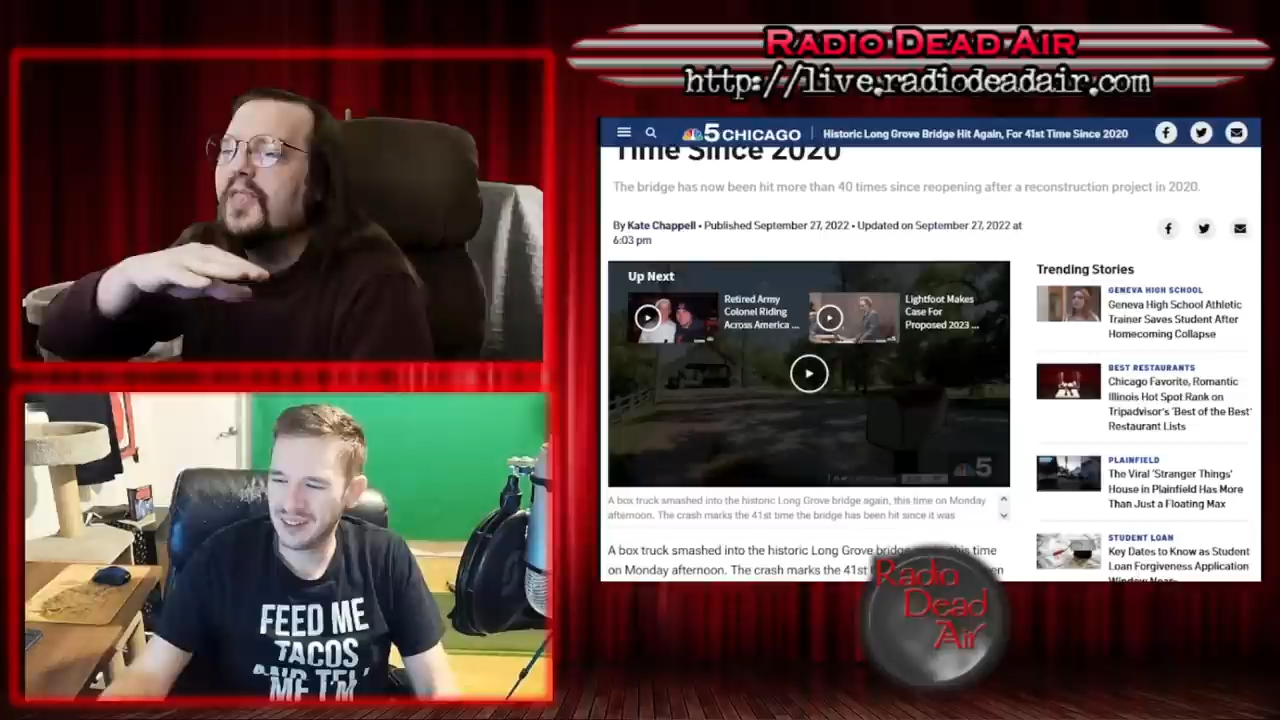 RADIO DEAD AIR
http://live.radiodeadair.com
5 CHICAGO
Historic Long Grove Bridge Hit Again, For 41st Time Since 2020
Time Since 2020
The bridge has now been hit more than 40 times since reopening after a reconstruction project in 2020.
By Kate Chappell • Published September 27, 2022 • Updated on September 27, 2022 at
6:03 pm
Up Next
Retired Army
Colonel Riding
Across America ...
Lightfoot Makes
Case For
Proposed 2023 ...
5
A box truck smashed into the historic Long Grove bridge again, this time on Monday
afternoon. The crash marks the 41st time the bridge has been hit since it was
A box truck smashed into the historic Long Grove bridge this time
on Monday afternoon. The crash marks the 41st
Trending Stories
GENEVA HIGH SCHOOL
Geneva High School Athletic
Trainer Saves Student After
Homecoming Collapse
BEST RESTAURANTS
Chicago Favorite, Romantic
Illinois Hot Spot Rank on
Tripadvisor's 'Best of the Best'
Restaurant Lists
PLAINFIELD
The Viral 'Stranger Things'
House in Plainfield Has More
Than Just a Floating Max
STUDENT LOAN
Key Dates to Know as Student
Loan Forgiveness Application
Radio
Dead
Air
FEED ME
TACOS